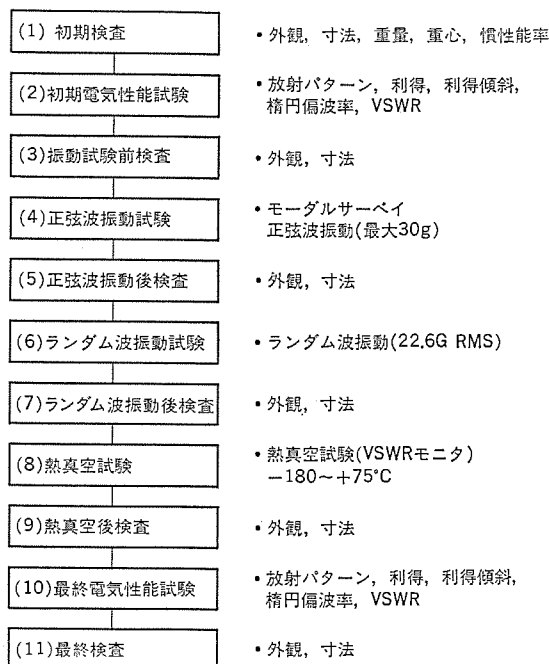 (1) 初期検査
• 外観, 寸法, 重量, 重心, 慣性能率
(2)初期電気性能試験
• 放射パターン, 利得, 利得傾斜,
楕円偏波率, VSWR
(3)振動試験前検査
• 外観, 寸法
(4)正弦波振動試験
• モーダルサーベイ
正弦波振動(最大30g)
(5)正弦波振動後検査
• 外観, 寸法
(6)ランダム波振動試験
• ランダム波振動(22.6G RMS)
(7)ランダム波振動後検査
• 外観, 寸法
(8)熱真空試験
• 熱真空試験(VSWRモニタ)
−180〜+75°C
(9)熱真空後検査
• 外観, 寸法
(10)最終電気性能試験
• 放射パターン, 利得, 利得傾斜,
楕円偏波率, VSWR
(11)最終検査
• 外観, 寸法